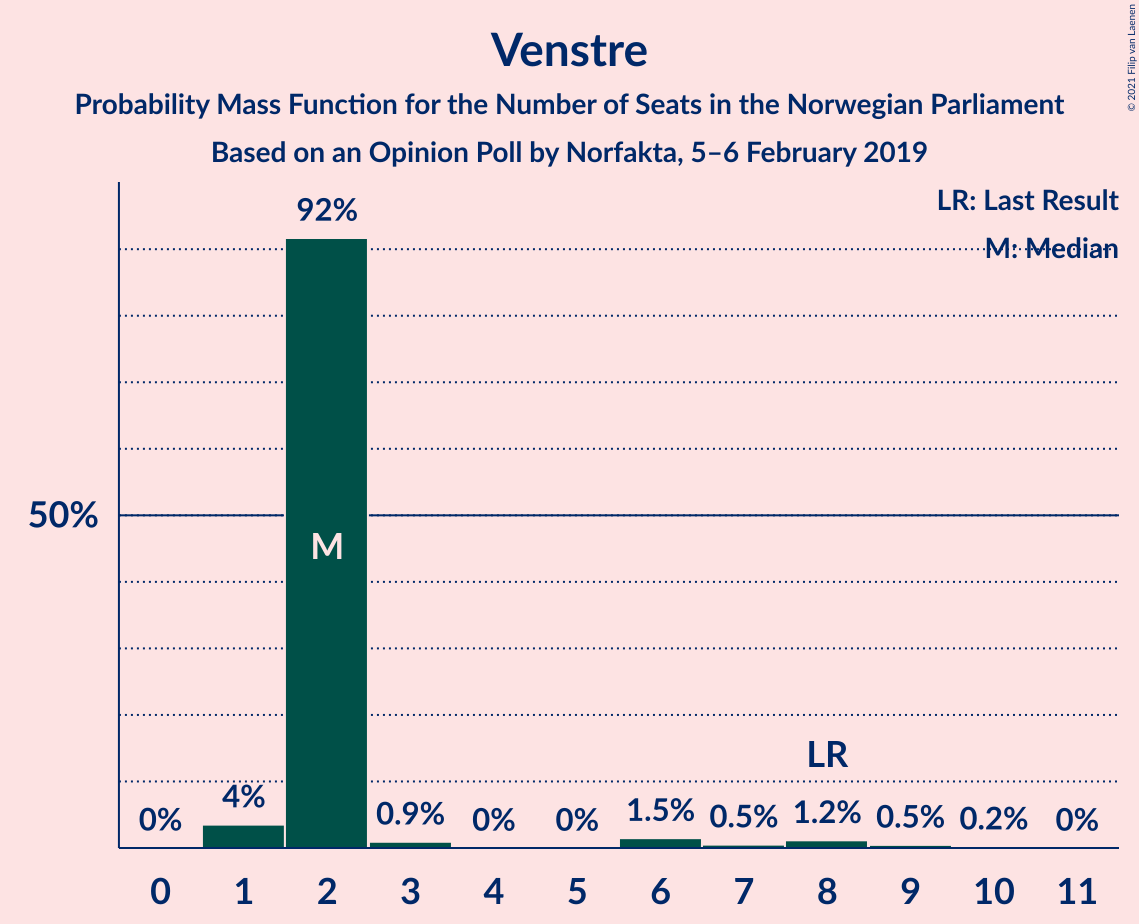 Venstre
Probability Mass Function for the Number of Seats in the Norwegian Parliament
Based on an Opinion Poll by Norfakta, 5–6 February 2019
© 2021 Filip van Laenen
LR: Last Result
M: Median
92%
50%
M
LR
0% 4% 0.9% 0% 0% 1.5% 0.5% 1.2% 0.5% 0.2% 0%
0 1 2 3 4 5 6 7 8 9 10 11